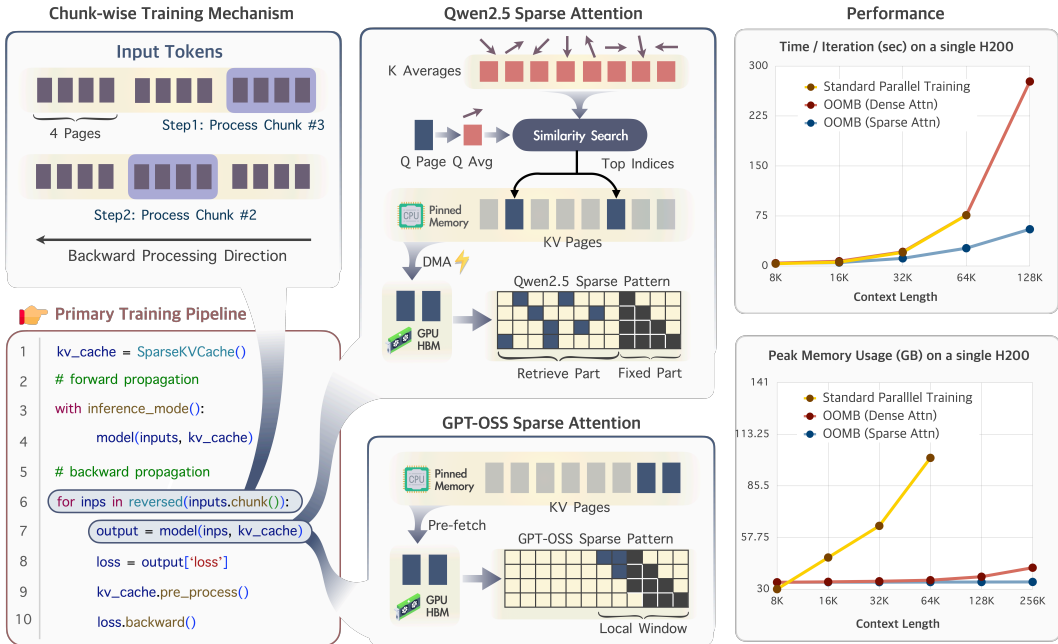 Chunk-wise Training Mechanism
Input Tokens
4 Pages
Step1: Process Chunk #3
Step2: Process Chunk #2
Backward Processing Direction
Primary Training Pipeline
1 kv_cache = SparseKVCache()
2 # forward propagation
3 with inference_mode():
4 model(inputs, kv_cache)
5 # backward propagation
6 for inps in reversed(inputs.chunk()):
7 output = model(inps, kv_cache)
8 loss = output['loss']
9 kv_cache.pre_process()
10 loss.backward()
Qwen2.5 Sparse Attention
K Averages
Similarity Search
Q Page
Q Avg
Top Indices
CPU
Pinned
Memory
KV Pages
DMA
Qwen2.5 Sparse Pattern
GPU
HBM
Retrieve Part
Fixed Part
GPT-OSS Sparse Attention
CPU
Pinned
Memory
KV Pages
Pre-fetch
GPT-OSS Sparse Pattern
GPU
HBM
Local Window
Performance
Time / Iteration (sec) on a single H200
300
225
150
75
0
Standard Parallel Training
OOMB (Dense Attn)
OOMB (Sparse Attn)
8K 16K 32K 64K 128K
Context Length
Peak Memory Usage (GB) on a single H200
141
113.25
85.5
57.75
30
Standard Paralllel Training
OOMB (Dense Attn)
OOMB (Sparse Attn)
8K 16K 32K 64K 128K 256K
Context Length